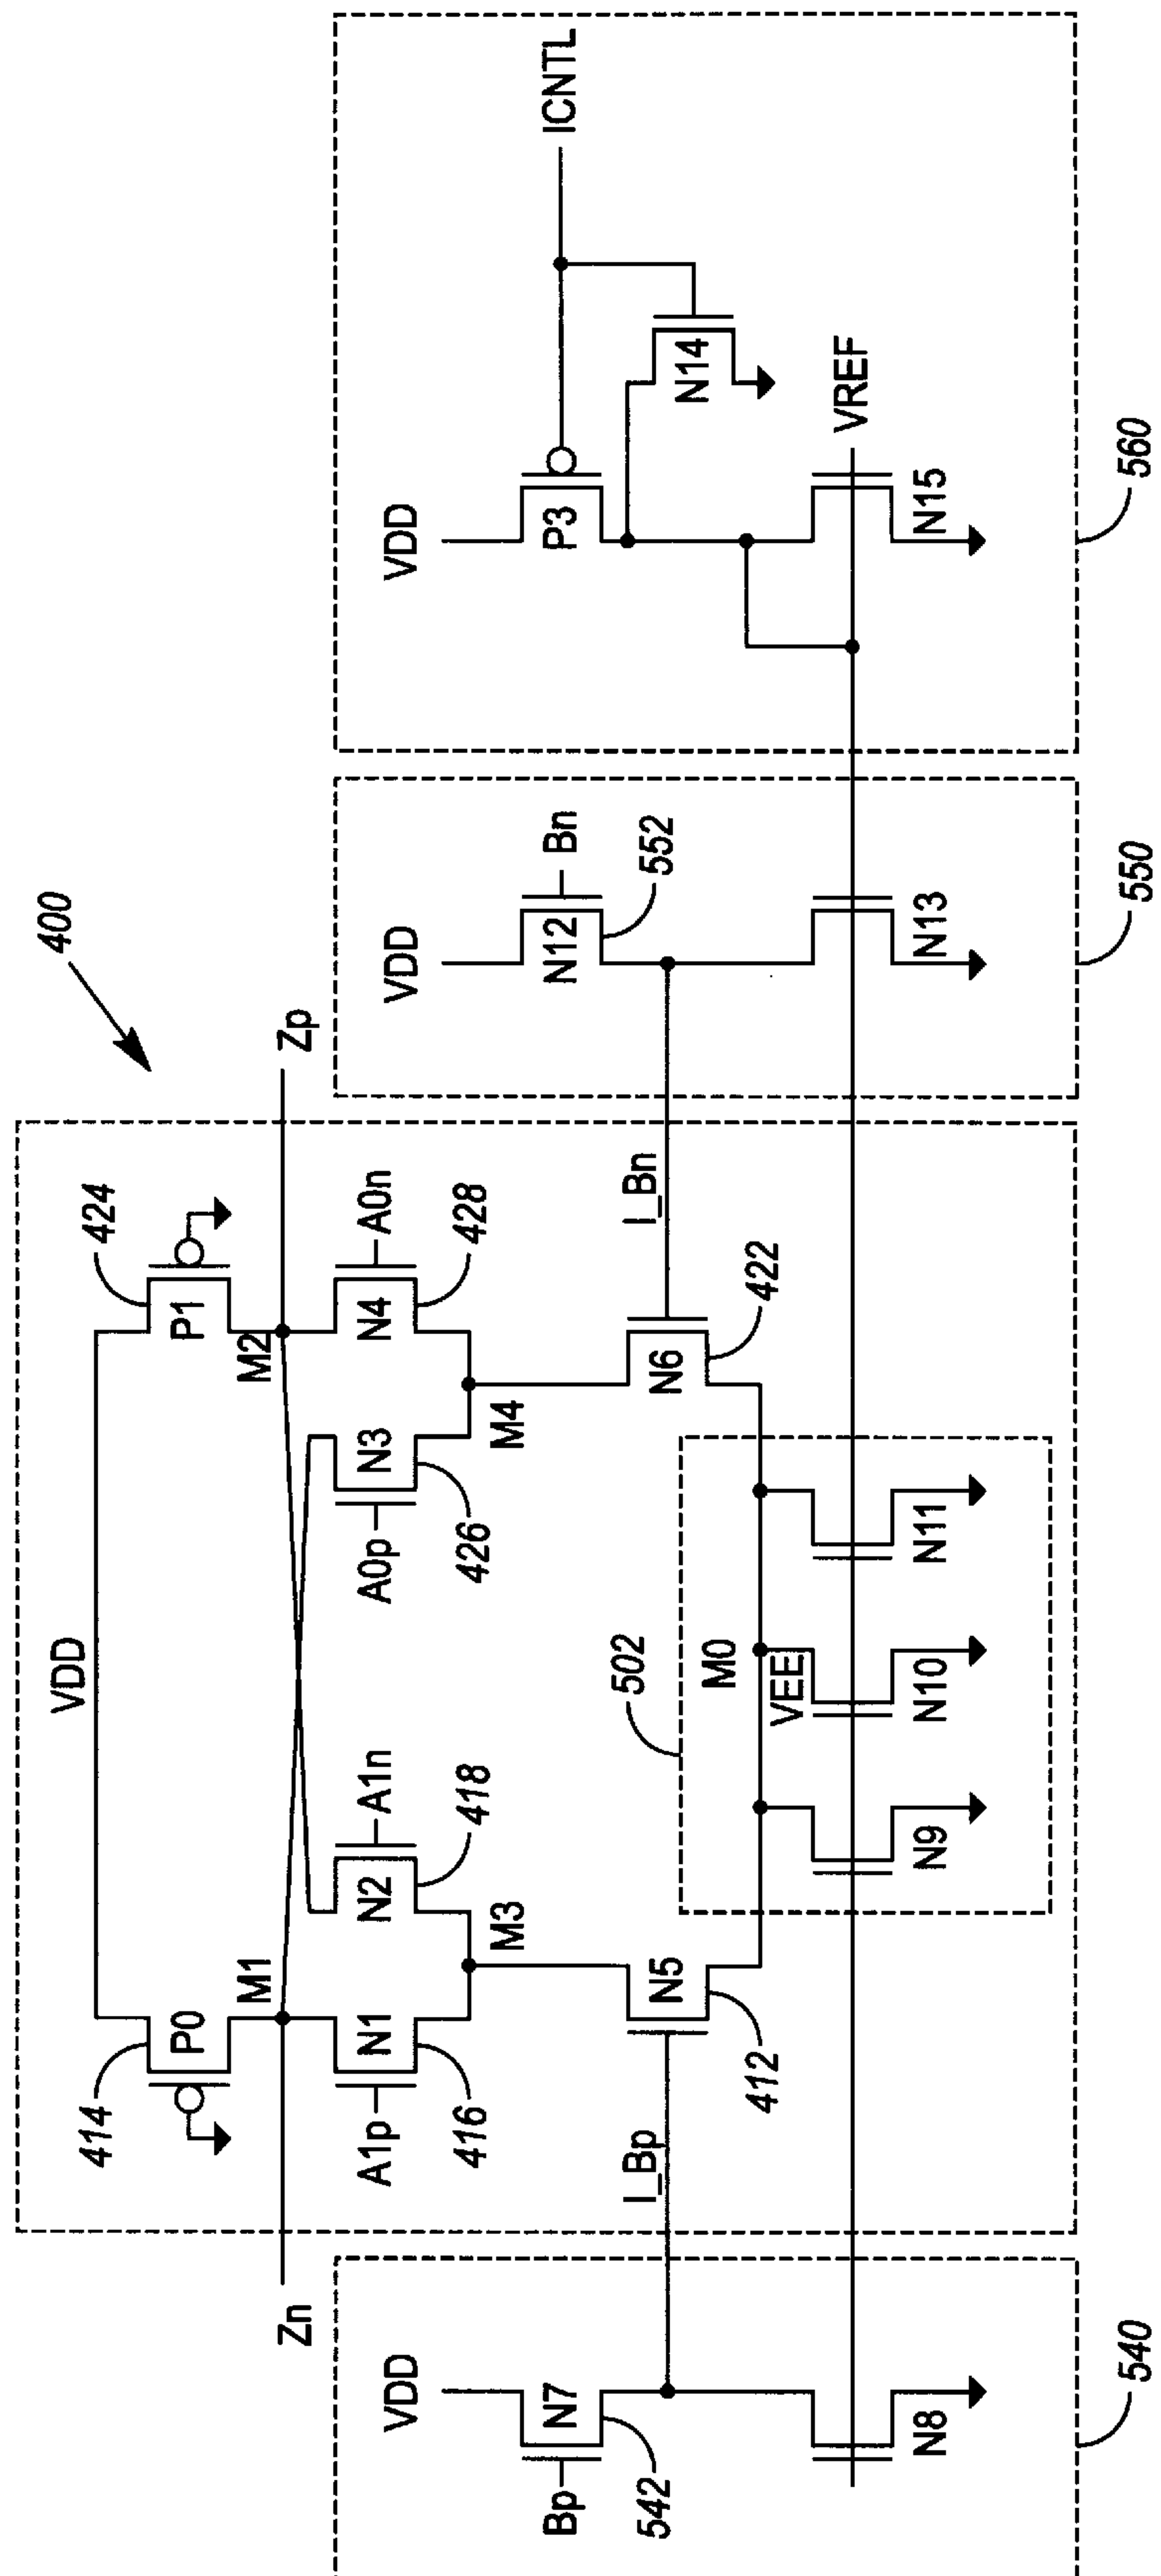 400
VDD
414
P0
M1
Zn
A1p
N1
416
N2
A1n
418
M3
424
P1
M2
Zp
A0p
N3
426
N4
A0n
428
M4
I_Bp
N5
412
I_Bn
N6
422
502
M0
VEE
N9
N10
N11
VDD
Bp
N7
542
N8
540
VDD
N12
Bn
552
N13
550
VDD
P3
ICNTL
N14
VREF
N15
560